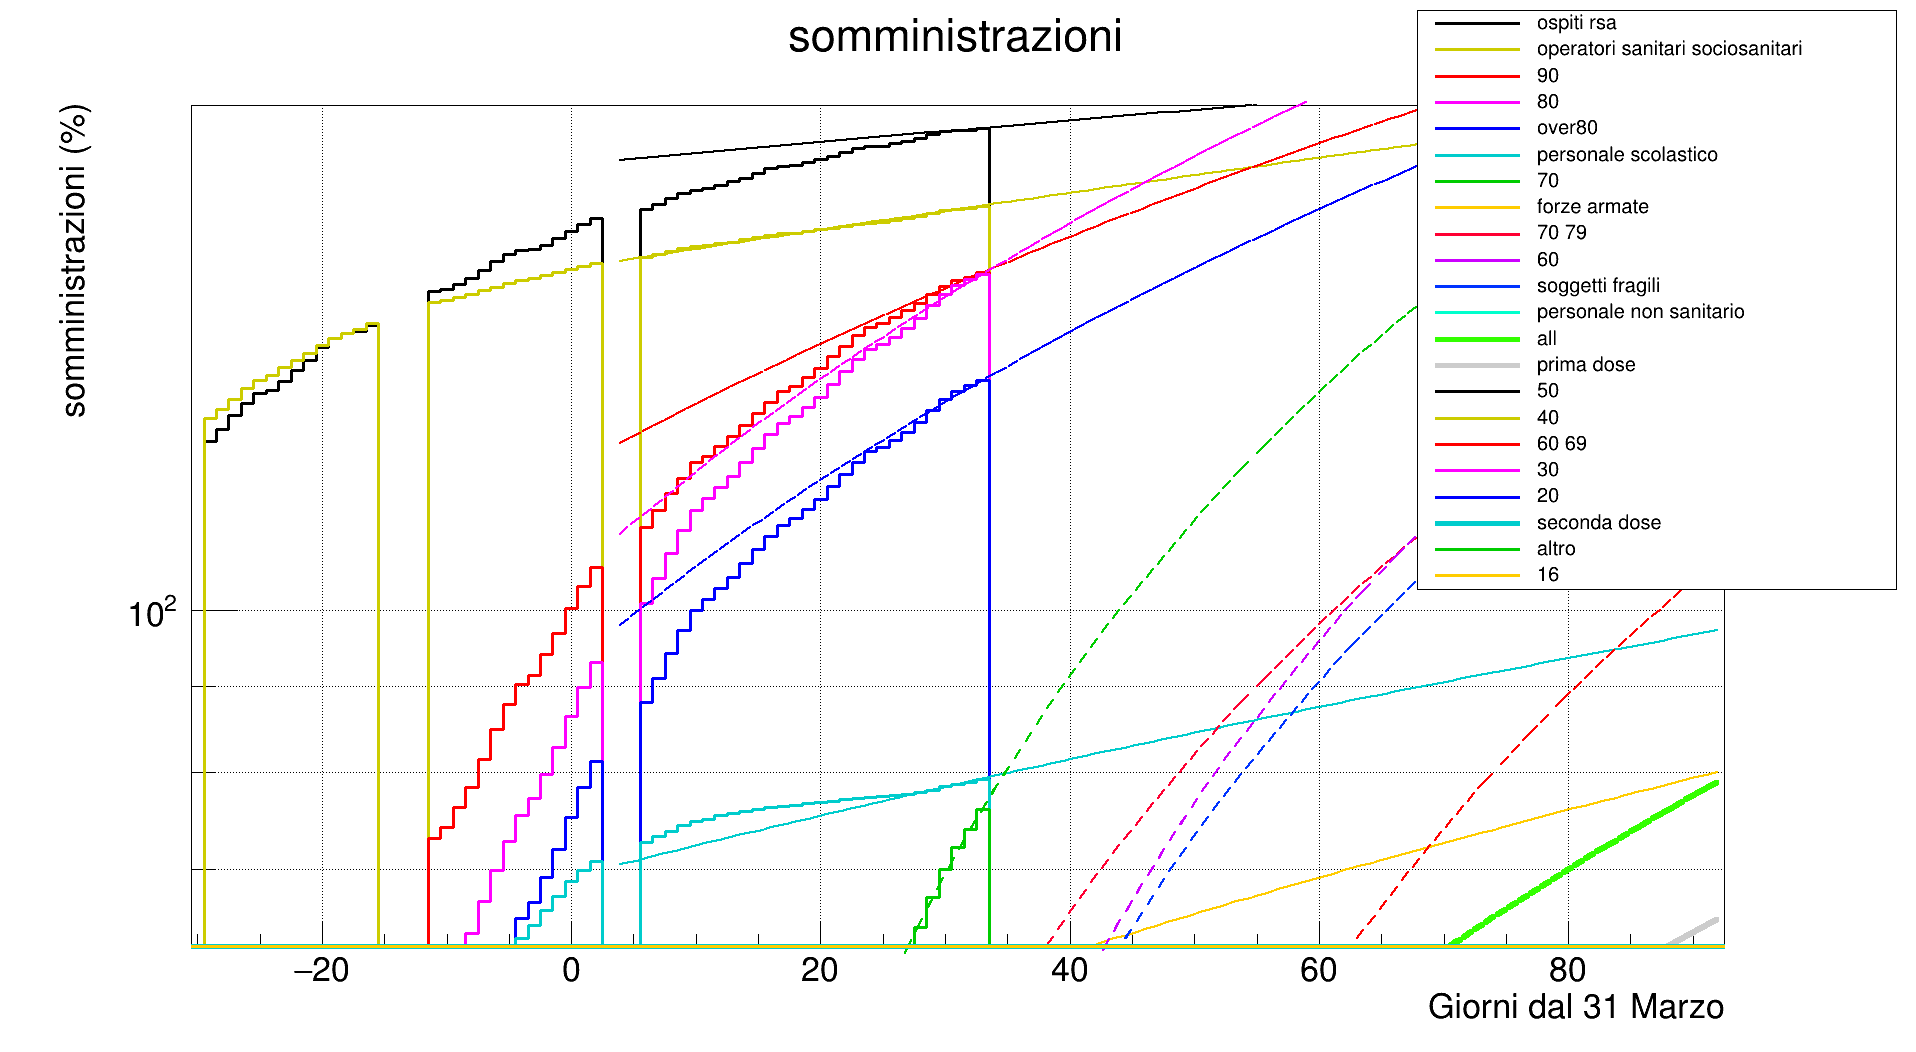 somministrazioni
somministrazioni (%)
10²
−20 0 20 40 60 80
Giorni dal 31 Marzo
ospiti rsa
operatori sanitari sociosanitari
90
80
over80
personale scolastico
70
forze armate
70 79
60
soggetti fragili
personale non sanitario
all
prima dose
50
40
60 69
30
20
seconda dose
altro
16